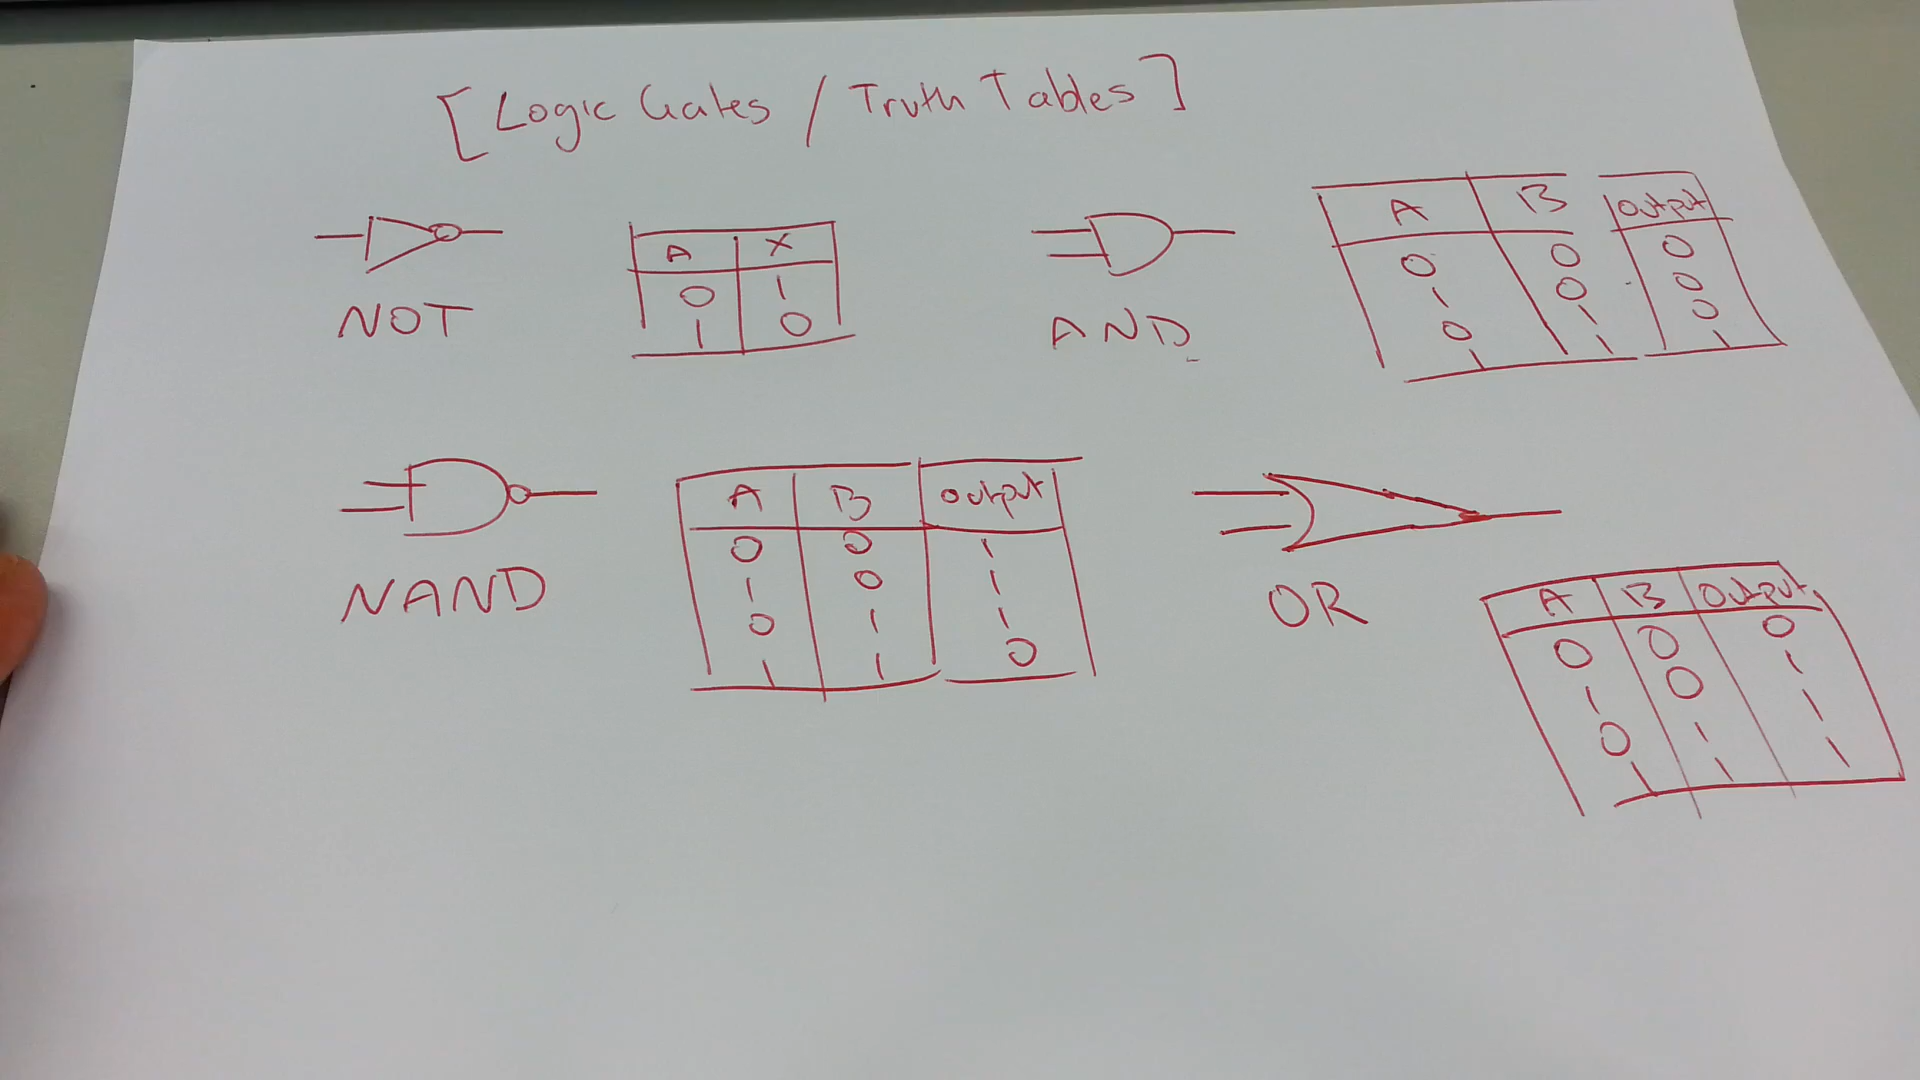 [Logic Gates / Truth Tables]
NOT
A X
0 1
1 0
AND
A B Output
0 0 0
1 0 0
0 1 0
1 1 1
NAND
A B Output
0 0 1
1 0 1
0 1 1
1 1 0
OR
A B Output
0 0 0
1 0 1
0 1 1
1 1 1